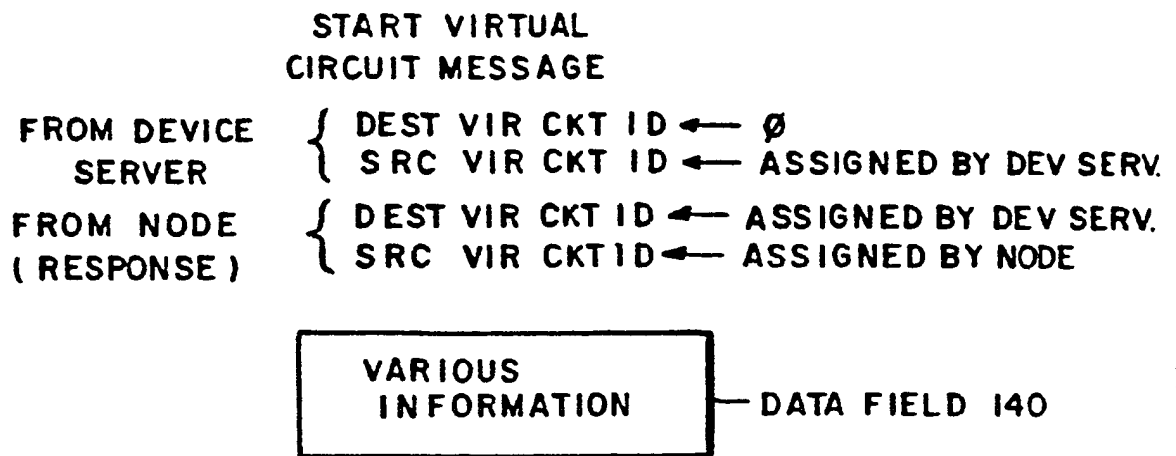 START VIRTUAL
CIRCUIT MESSAGE
FROM DEVICE SERVER { DEST VIR CKT ID ← Ø
SRC VIR CKT ID ← ASSIGNED BY DEV SERV.
FROM NODE (RESPONSE) { DEST VIR CKT ID ← ASSIGNED BY DEV SERV.
SRC VIR CKT ID ← ASSIGNED BY NODE
VARIOUS
INFORMATION
DATA FIELD 140